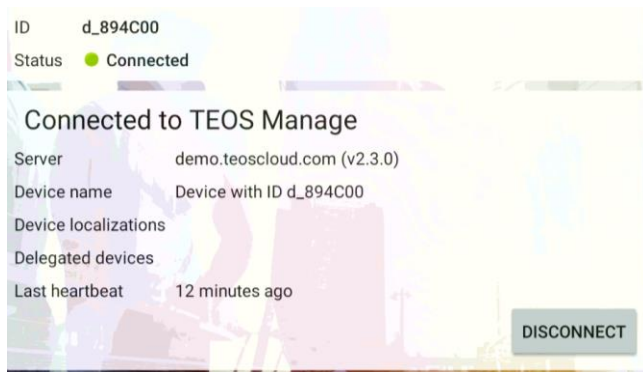 ID d_894C00
Status Connected
Connected to TEOS Manage
Server demo.teoscloud.com (v2.3.0)
Device name Device with ID d_894C00
Device localizations
Delegated devices
Last heartbeat 12 minutes ago
DISCONNECT